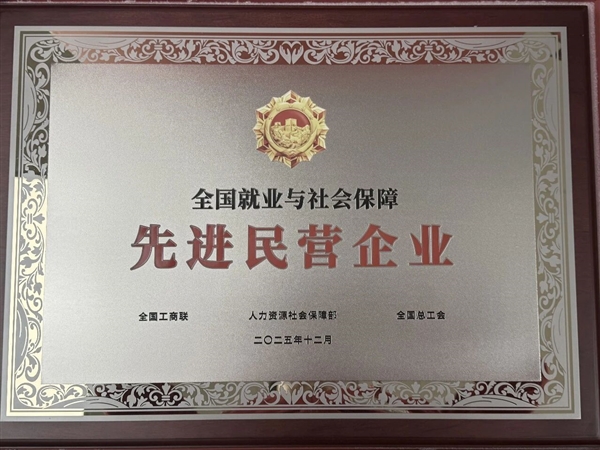 全国就业与社会保障
先进民营企业
全国工商联 人力资源社会保障部 全国总工会
二〇二五年十二月